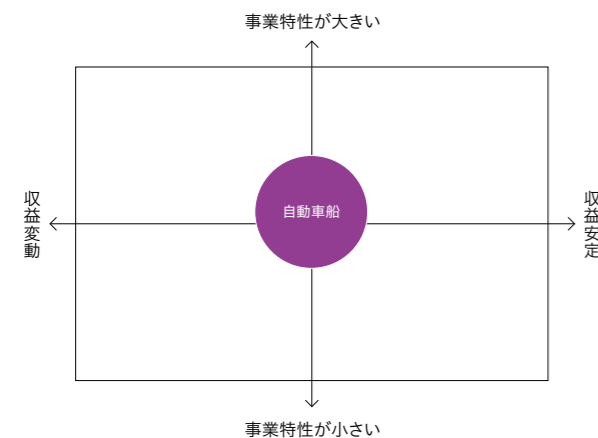 事業特性が大きい
収益変動
自動車船
収益安定
事業特性が小さい